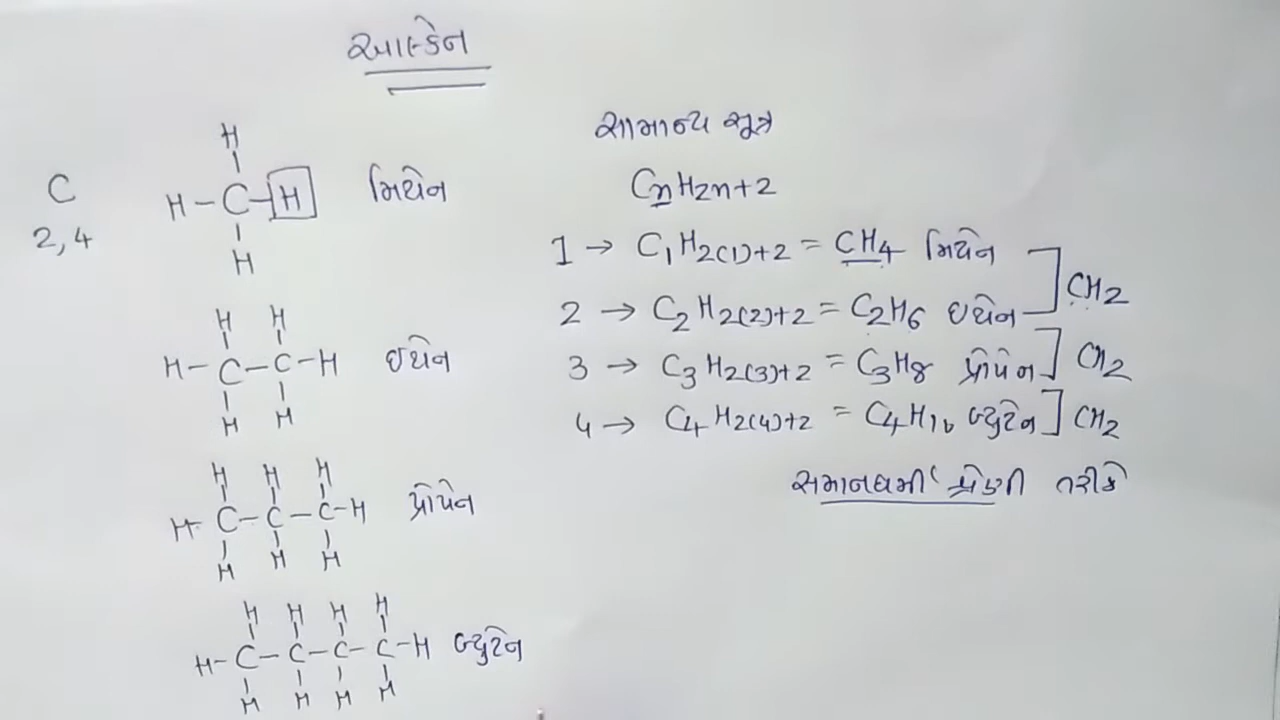 આલ્કેન
H
H-C-H મિથેન
H
C
2,4
H H
H-C-C-H ઇથેન
H H
H H H
H-C-C-C-H પ્રોપેન
H H H
H H H H
H-C-C-C-C-H બ્યુટેન
H H H H
સામાન્ય સૂત્ર
CnH2n+2
1 → C1H2(1)+2 = CH4 મિથેન
CH2
2 → C2H2(2)+2 = C2H6 ઇથેન
3 → C3H2(3)+2 = C3H8 પ્રોપેન
CH2
4 → C4H2(4)+2 = C4H10 બ્યુટેન
CH2
સમાનધર્મી શ્રેણી તરીકે